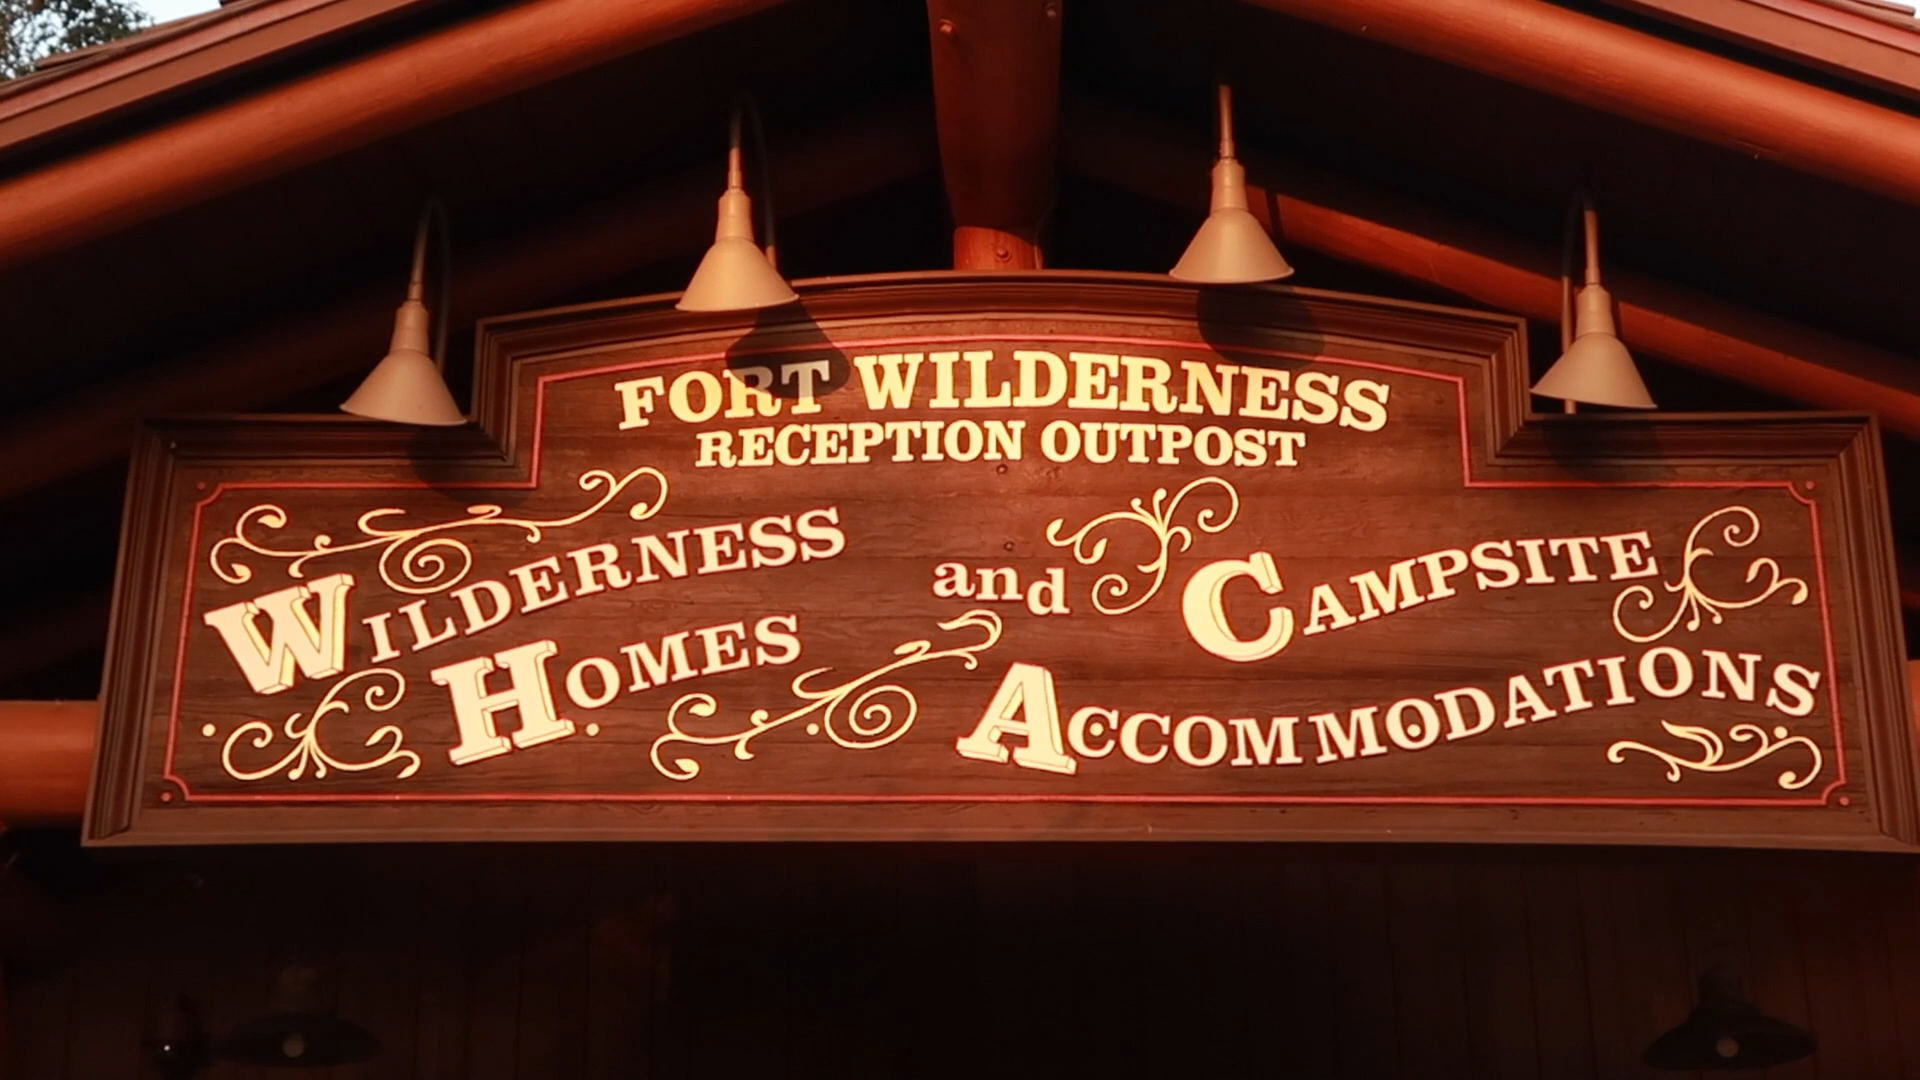 FORT WILDERNESS
RECEPTION OUTPOST
WILDERNESS
HOMES
and
CAMPSITE
ACCOMMODATIONS